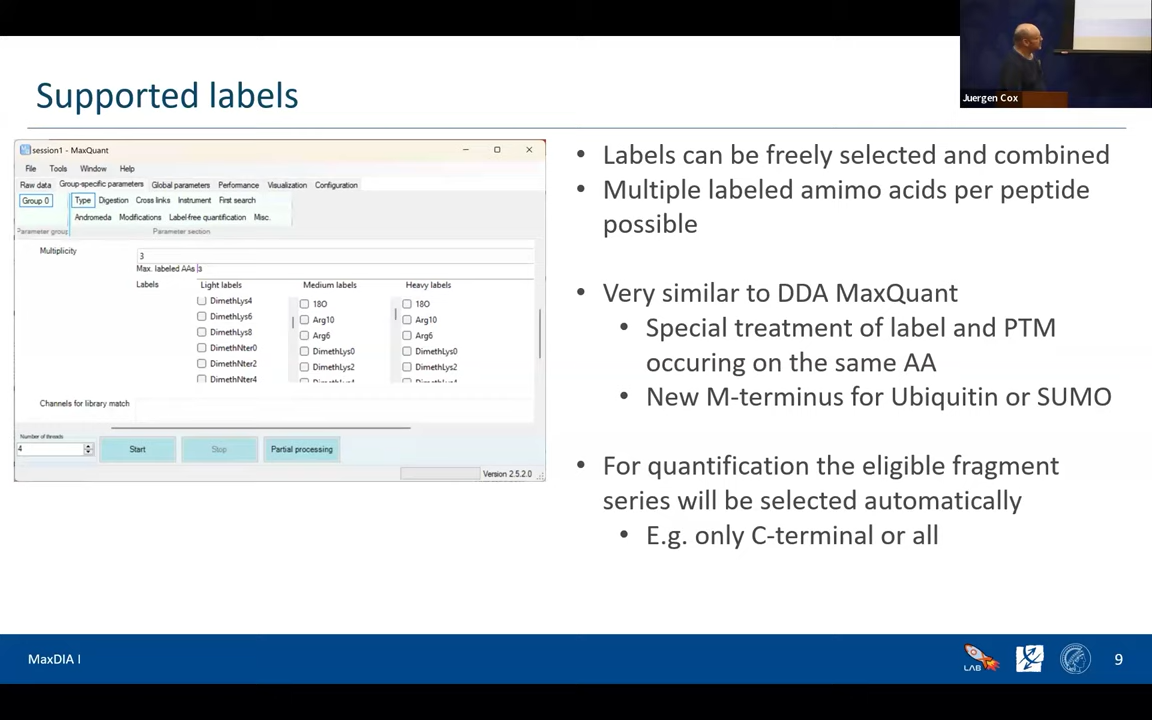 Juergen Cox
Supported labels
session1 - MaxQuant
File Tools Window Help
Raw data Group-specific parameters Global parameters Performance Visualization Configuration
Group 0 Type Digestion Cross links Instrument First search
Andromeda Modifications Label-free quantification Misc.
Parameter group Parameter section
Multiplicity
3
Max. labeled AAs 3
Labels Light labels Medium labels Heavy labels
DimethLys4 18O 18O
DimethLys6 Arg10 Arg10
DimethLys8 Arg6 Arg6
DimethNter0 DimethLys0 DimethLys0
DimethNter2 DimethLys2 DimethLys2
DimethNter4
Channels for library match
Number of threads
4 Start Stop Partial processing
Version 2.5.2.0
• Labels can be freely selected and combined
• Multiple labeled amimo acids per peptide
possible
• Very similar to DDA MaxQuant
• Special treatment of label and PTM
occuring on the same AA
• New M-terminus for Ubiquitin or SUMO
• For quantification the eligible fragment
series will be selected automatically
• E.g. only C-terminal or all
MaxDIA I
LAB
9